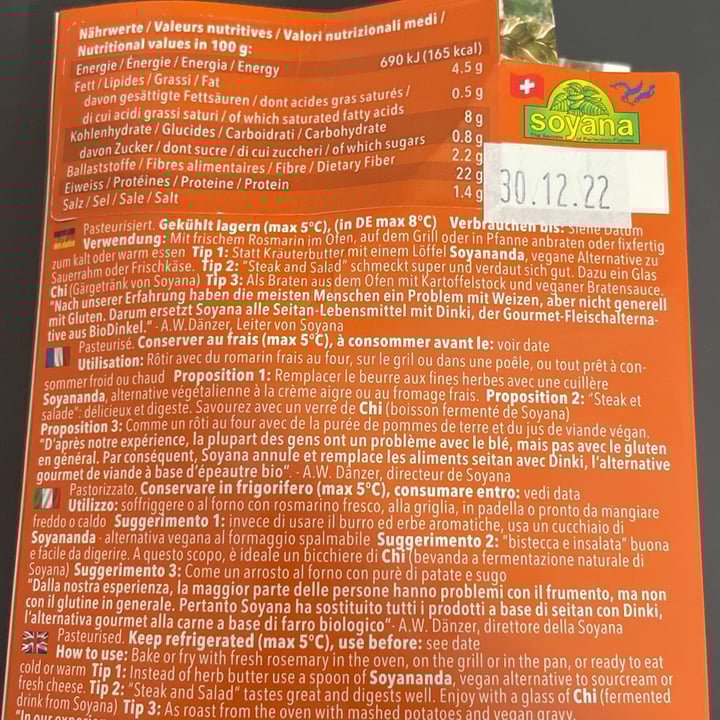 Nährwerte / Valeurs nutritives / Valori nutrizionali medi /
Nutritional values in 100 g:
Energie / Énergie / Energia / Energy 690 kJ (165 kcal)
Fett / Lipides / Grassi / Fat 4.5 g
davon gesättigte Fettsäuren / dont acides gras saturés /
di cui acidi grassi saturi / of which saturated fatty acids 0.5 g
Kohlenhydrate / Glucides / Carboidrati / Carbohydrate 8 g
davon Zucker / dont sucre / di cui zuccheri / of which sugars 0.8 g
Ballaststoffe / Fibres alimentaires / Fibre / Dietary Fiber 2.2 g
Eiweiss / Protéines / Proteine / Protein 22 g
Salz / Sel / Sale / Salt 1.4 g
soyana
30.12.22
Pasteurisiert. Gekühlt lagern (max 5°C), (in DE max 8°C) Verbrauchen bis: Siehe Datum
Verwendung: Mit frischem Rosmarin im Ofen, auf dem Grill oder in Pfanne anbraten oder fixfertig
zum kalt oder warm essen Tip 1: Statt Kräuterbutter mit einem Löffel Soyananda, vegane Alternative zu
Sauerrahm oder Frischkäse. Tip 2: "Steak and Salad" schmeckt super und verdaut sich gut. Dazu ein Glas
Chi (Gärgetränk von Soyana) Tip 3: Als Braten aus dem Ofen mit Kartoffelstock und veganer Bratensauce.
"Nach unserer Erfahrung haben die meisten Menschen ein Problem mit Weizen, aber nicht generell
mit Gluten. Darum ersetzt Soyana alle Seitan-Lebensmittel mit Dinki, der Gourmet-Fleischalterna-
tive aus BioDinkel." - A.W.Dänzer, Leiter von Soyana
Pasteurisé. Conserver au frais (max 5°C), à consommer avant le: voir date
Utilisation: Rôtir avec du romarin frais au four, sur le gril ou dans une poêle, ou tout prêt à con-
sommer froid ou chaud Proposition 1: Remplacer le beurre aux fines herbes avec une cuillère
Soyananda, alternative végétalienne à la crème aigre ou au fromage frais. Proposition 2: "Steak et
salade": délicieux et digeste. Savourez avec un verre de Chi (boisson fermenté de Soyana)
Proposition 3: Comme un rôti au four avec de la purée de pommes de terre et du jus de viande végan.
"D'après notre expérience, la plupart des gens ont un problème avec le blé, mais pas avec le gluten
en général. Par conséquent, Soyana annule et remplace les aliments seitan avec Dinki, l'alternative
gourmet de viande à base d'épeautre bio". - A.W. Dänzer, directeur de Soyana
Pastorizzato. Conservare in frigorifero (max 5°C), consumare entro: vedi data
Utilizzo: soffriggere o al forno con rosmarino fresco, alla griglia, in padella o pronto da mangiare
freddo o caldo Suggerimento 1: invece di usare il burro ed erbe aromatiche, usa un cucchiaio di
Soyananda - alternativa vegana al formaggio spalmabile Suggerimento 2: "bistecca e insalata" buona
e facile da digerire. A questo scopo, è ideale un bicchiere di Chi (bevanda a fermentazione naturale di
Soyana) Suggerimento 3: Come un arrosto al forno con purè di patate e sugo
"Dalla nostra esperienza, la maggior parte delle persone hanno problemi con il frumento, ma non
con il glutine in generale. Pertanto Soyana ha sostituito tutti i prodotti a base di seitan con Dinki,
l'alternativa gourmet alla carne a base di farro biologico"- A.W. Dänzer, direttore della Soyana
Pasteurised. Keep refrigerated (max 5°C), use before: see date
How to use: Bake or fry with fresh rosemary in the oven, on the grill or in the pan, or ready to eat
cold or warm Tip 1: Instead of herb butter use a spoon of Soyananda, vegan alternative to sourcream or
fresh cheese. Tip 2: "Steak and Salad" tastes great and digests well. Enjoy with a glass of Chi (fermented
drink from Soyana) Tip 3: As roast from the oven with mashed potatoes and vegan gravy.
"In our